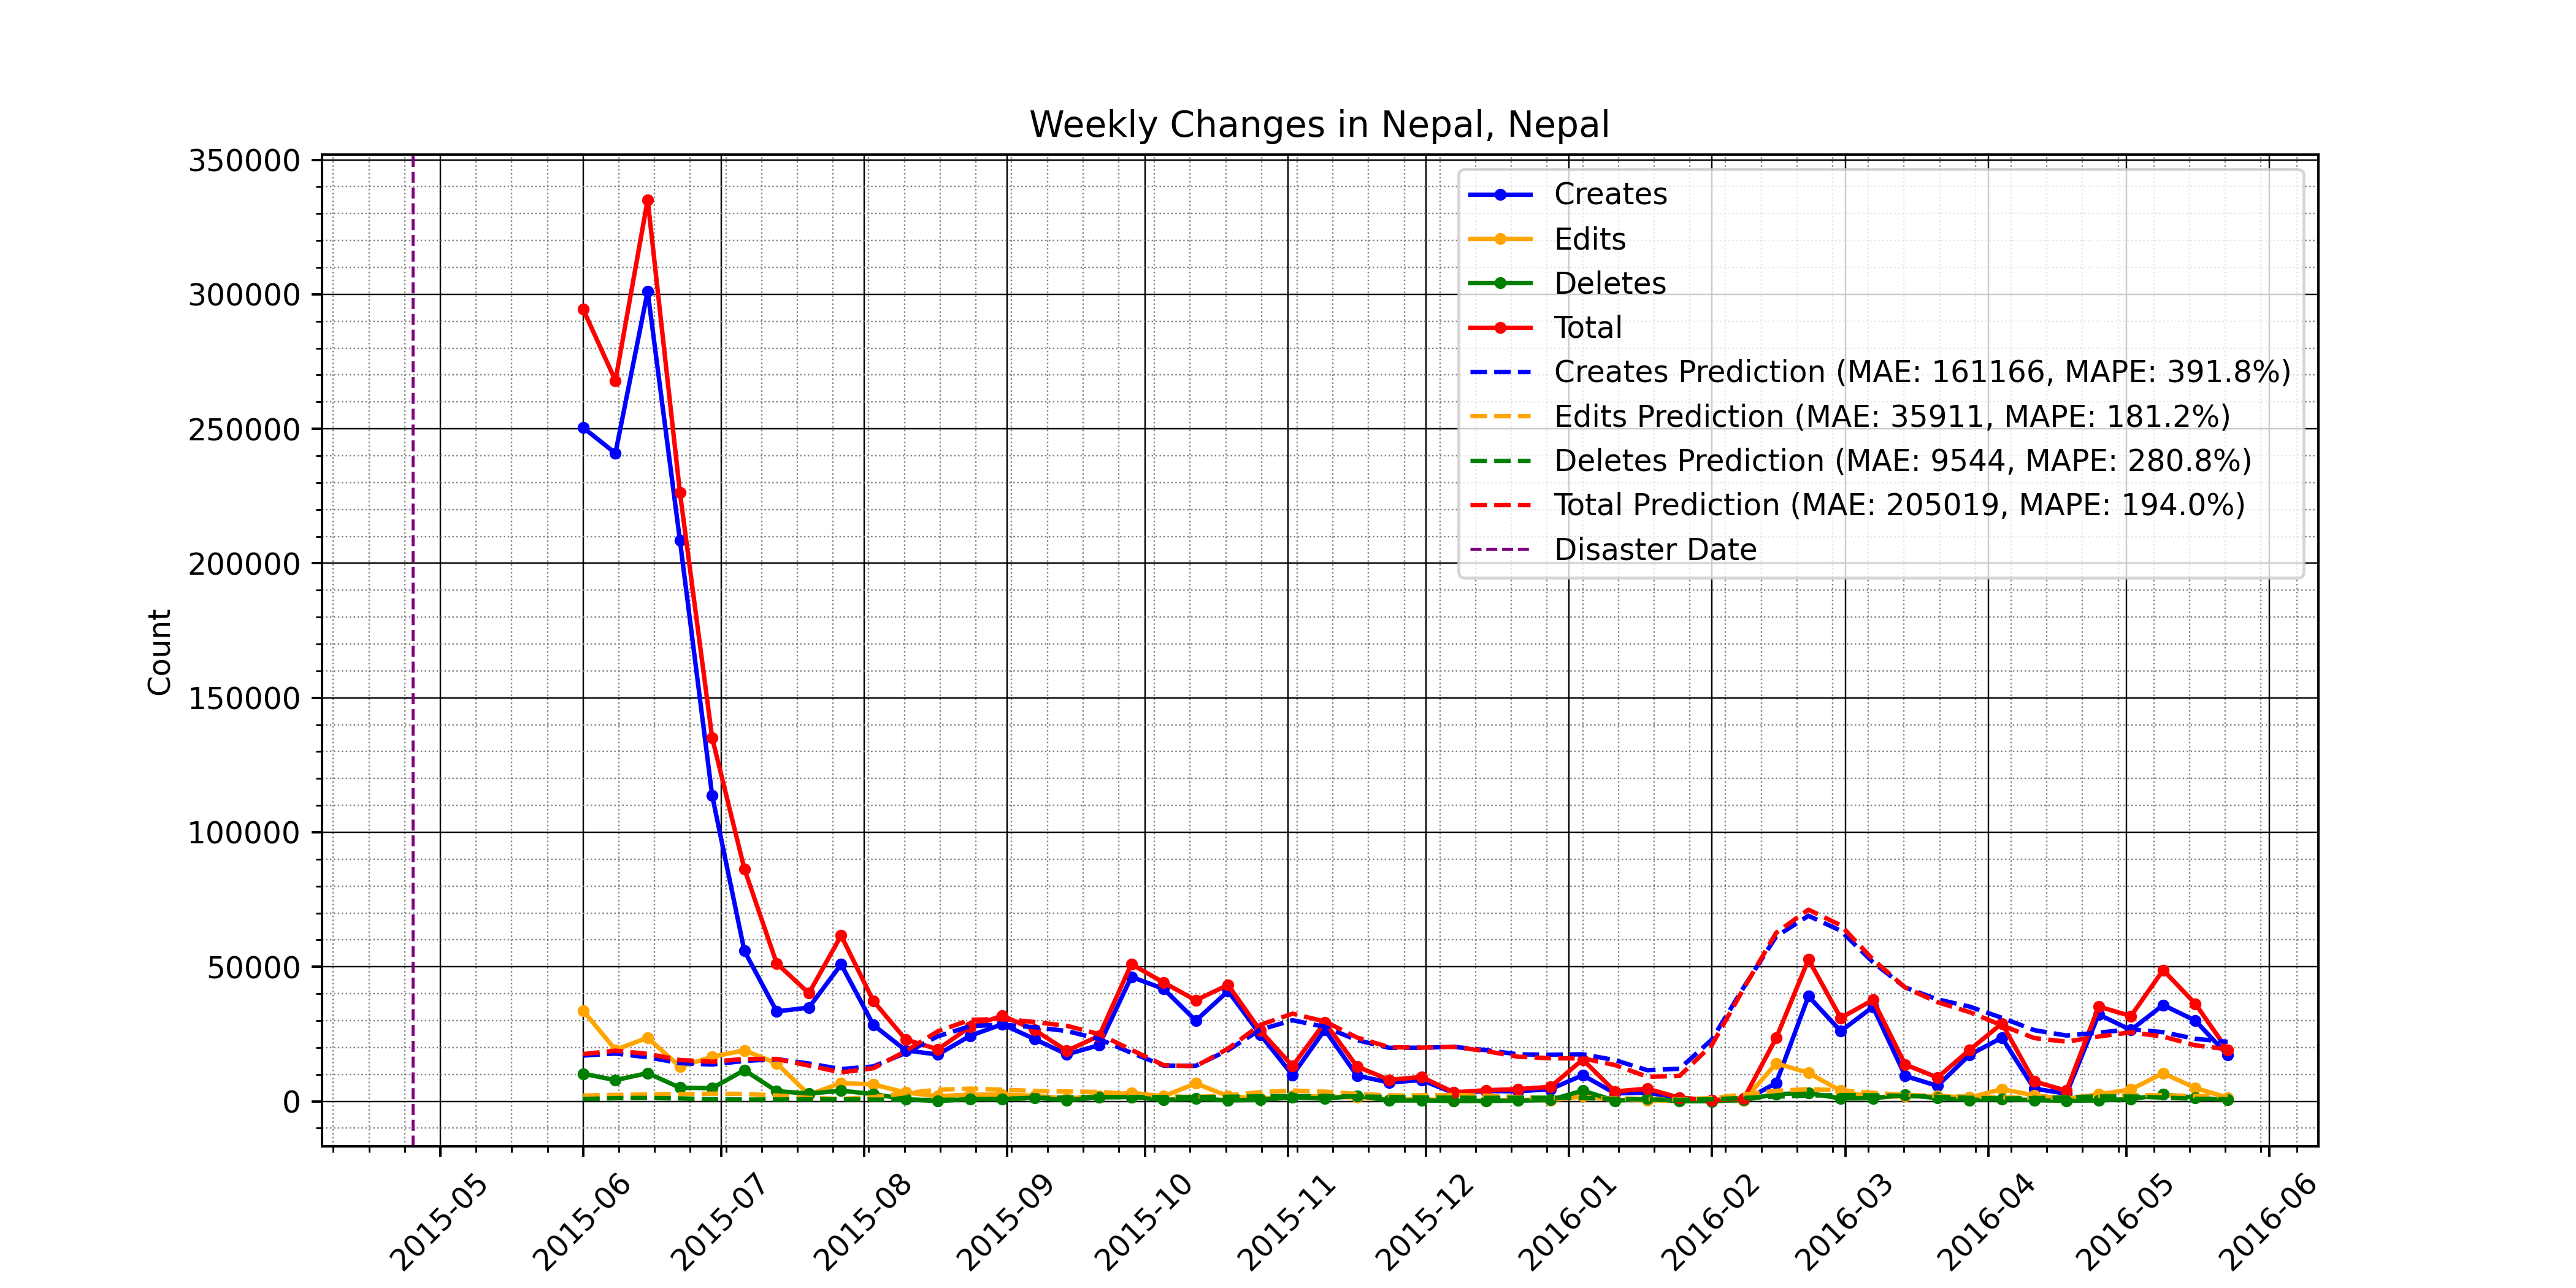 Weekly Changes in Nepal, Nepal
350000
300000
250000
200000
150000
100000
50000
0
Count
Creates
Edits
Deletes
Total
Creates Prediction (MAE: 161166, MAPE: 391.8%)
Edits Prediction (MAE: 35911, MAPE: 181.2%)
Deletes Prediction (MAE: 9544, MAPE: 280.8%)
Total Prediction (MAE: 205019, MAPE: 194.0%)
Disaster Date
2015-05
2015-06
2015-07
2015-08
2015-09
2015-10
2015-11
2015-12
2016-01
2016-02
2016-03
2016-04
2016-05
2016-06